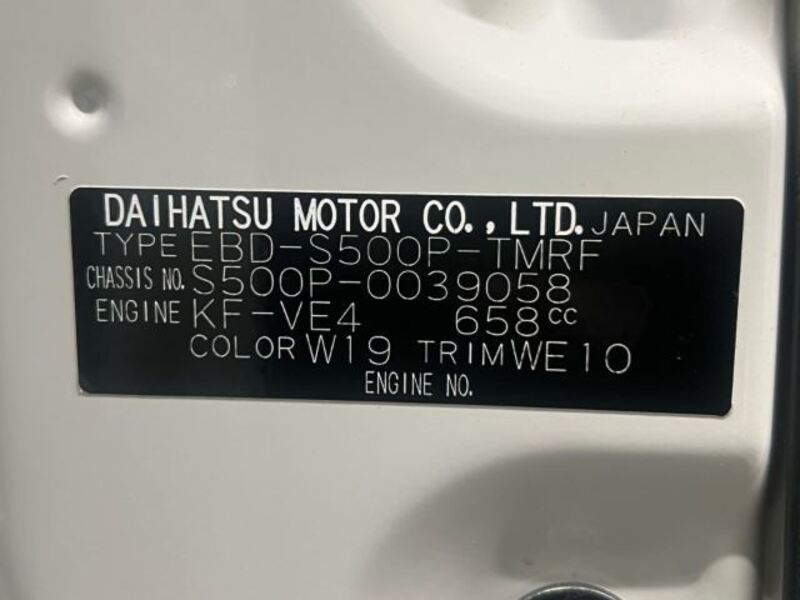 DAIHATSU MOTOR CO., LTD. JAPAN
TYPE EBD-S500P-TMRF
CHASSIS NO. S500P-0039058
ENGINE KF-VE4 658cc
COLOR W19 TRIM WE10
ENGINE NO.